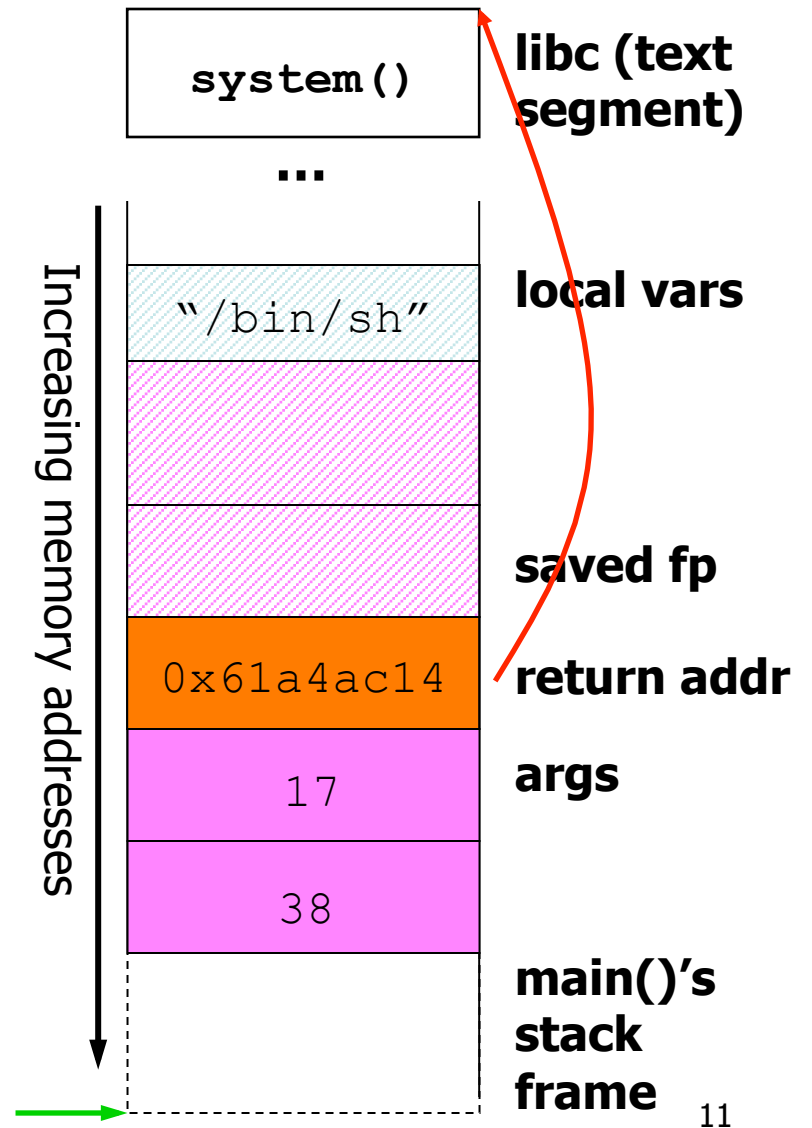 system()
libc (text
segment)
...
Increasing memory addresses
“/bin/sh”
local vars
saved fp
0x61a4ac14
return addr
17
args
38
main()’s
stack
frame
11